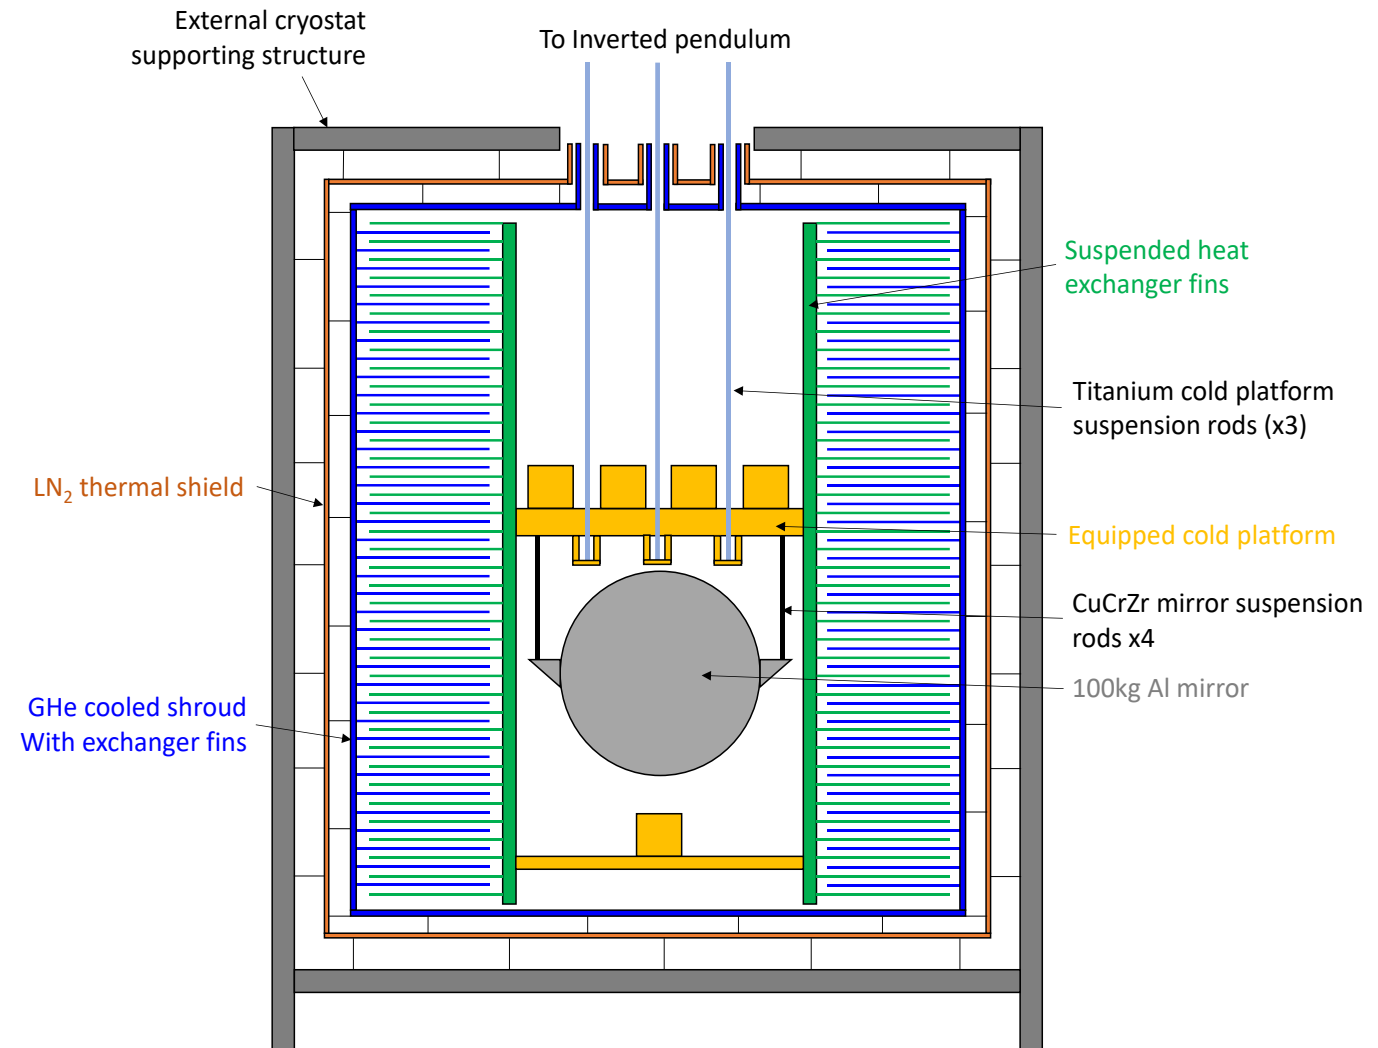 External cryostat
supporting structure
To Inverted pendulum
Suspended heat
exchanger fins
Titanium cold platform
suspension rods (x3)
LN₂ thermal shield
Equipped cold platform
CuCrZr mirror suspension
rods x4
100kg Al mirror
GHe cooled shroud
With exchanger fins